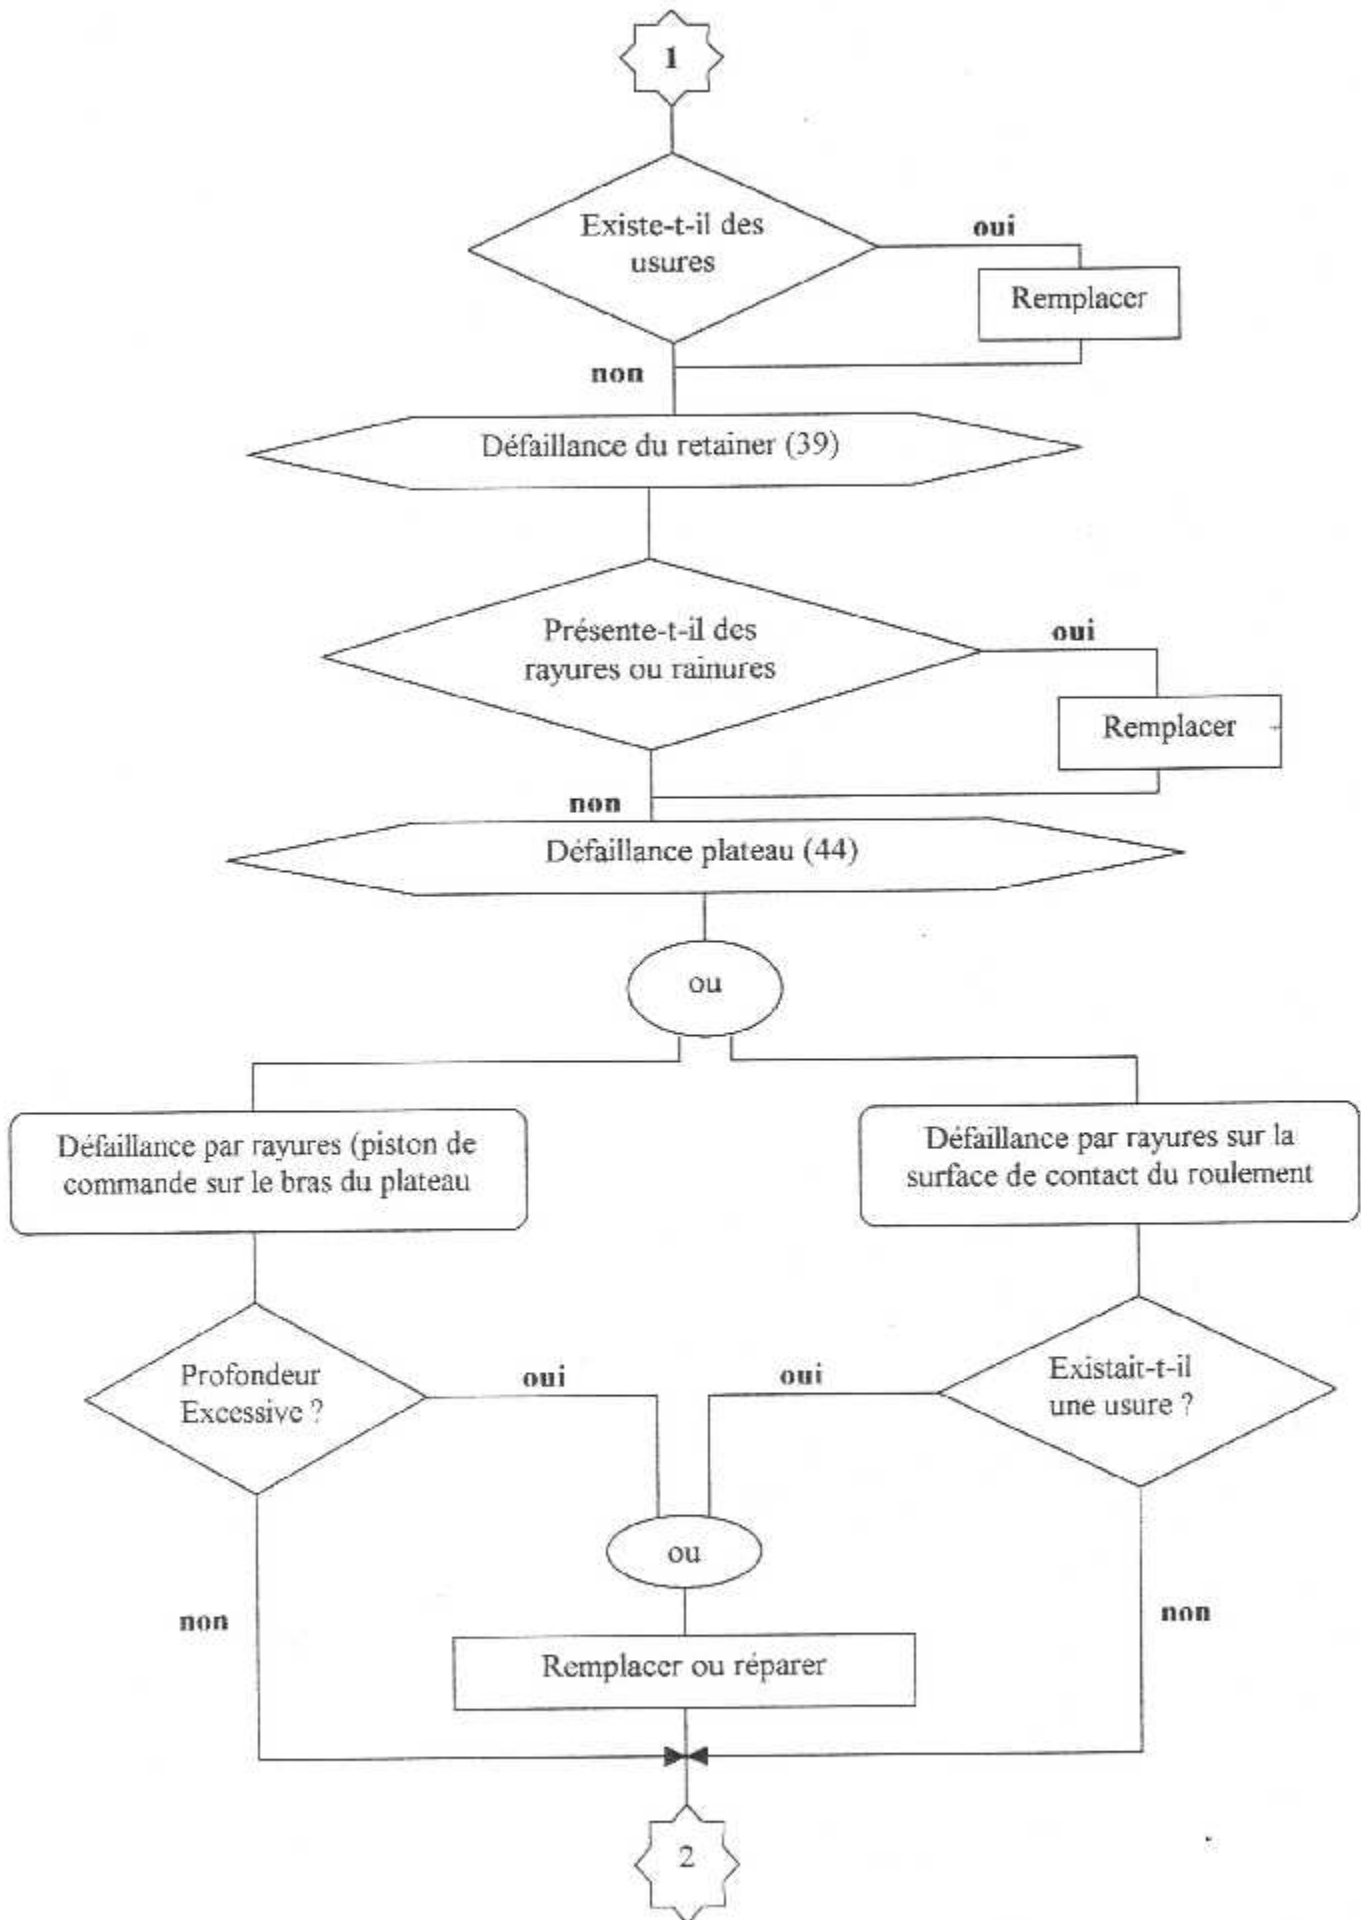 1
Existe-t-il des
usures
oui
Remplacer
non
Défaillance du retainer (39)
Présente-t-il des
rayures ou rainures
oui
Remplacer
non
Défaillance plateau (44)
ou
Défaillance par rayures (piston de
commande sur le bras du plateau
Défaillance par rayures sur la
surface de contact du roulement
Profondeur
Excessive ?
oui
oui
Existait-t-il
une usure ?
ou
non
non
Remplacer ou réparer
2